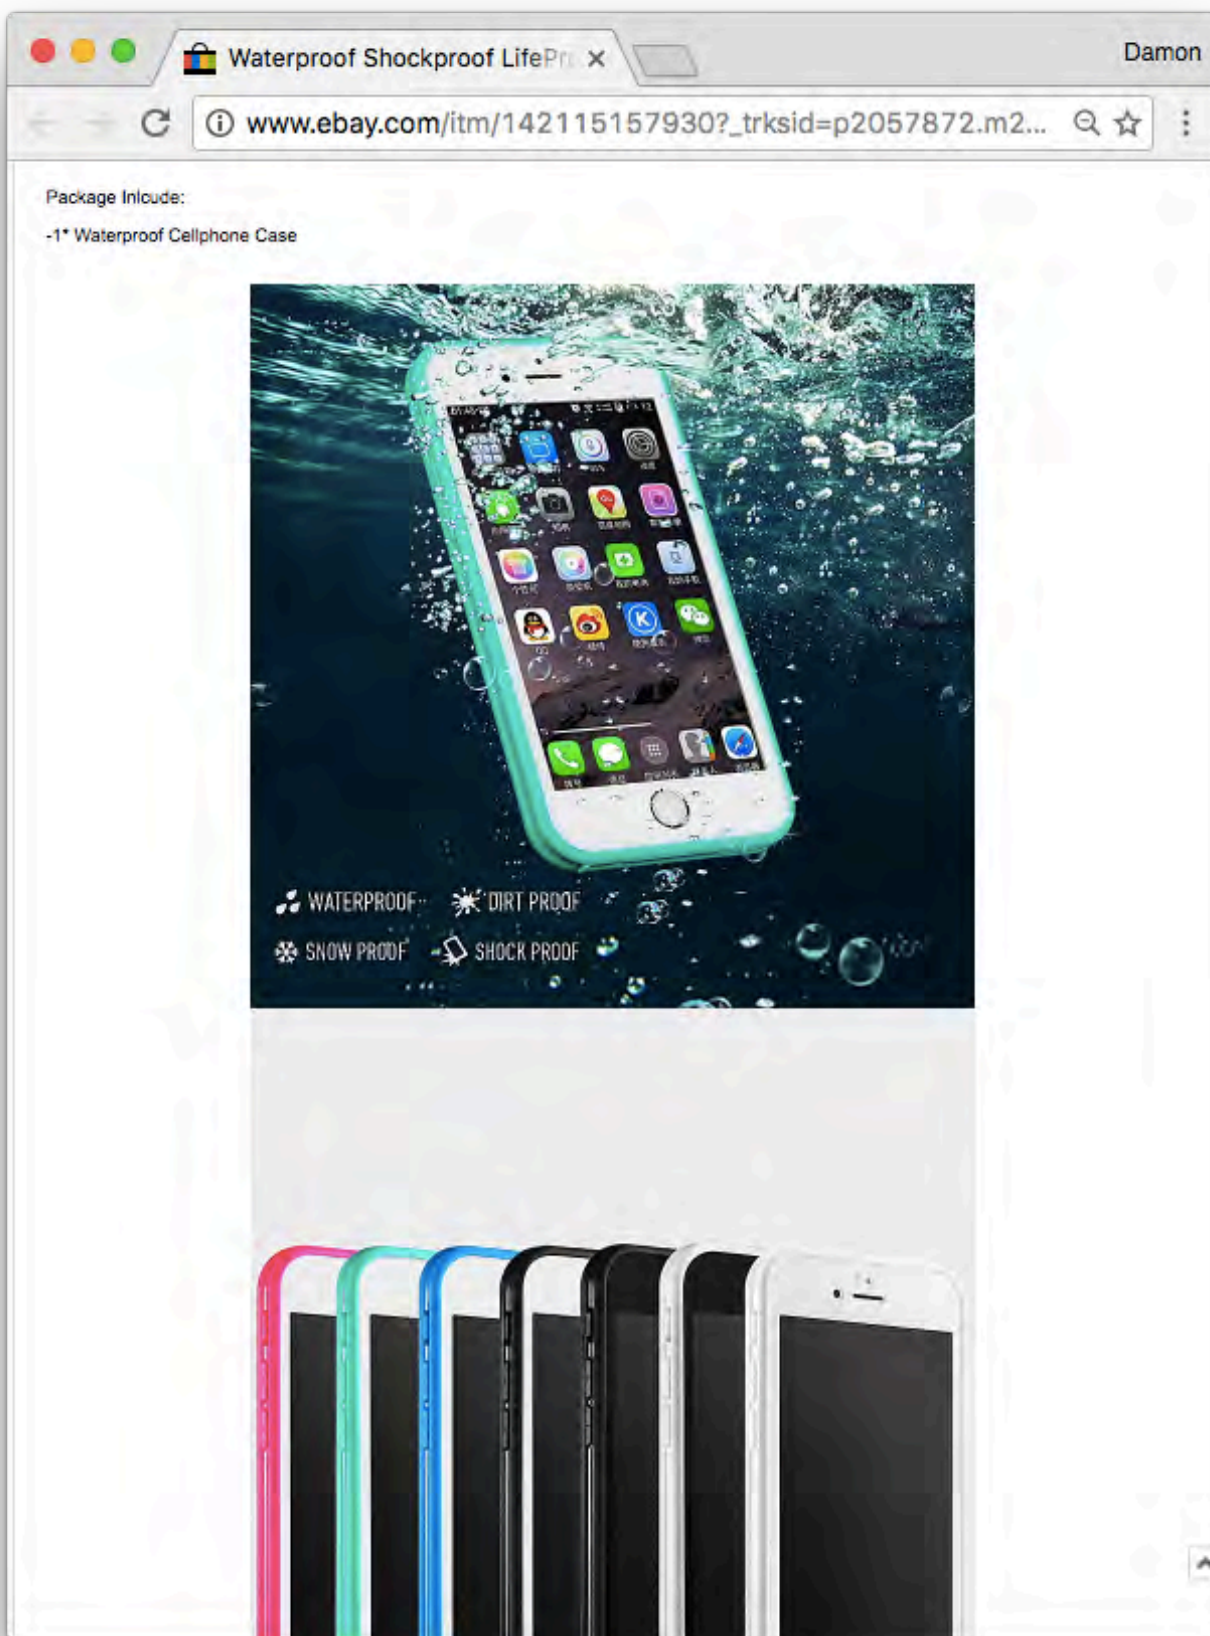 Waterproof Shockproof LifePr
Damon
www.ebay.com/itm/142115157930?_trksid=p2057872.m2...
Package Inlcude:
-1* Waterproof Cellphone Case
QQ
K
WATERPROOF
DIRT PROOF
SNOW PROOF
SHOCK PROOF